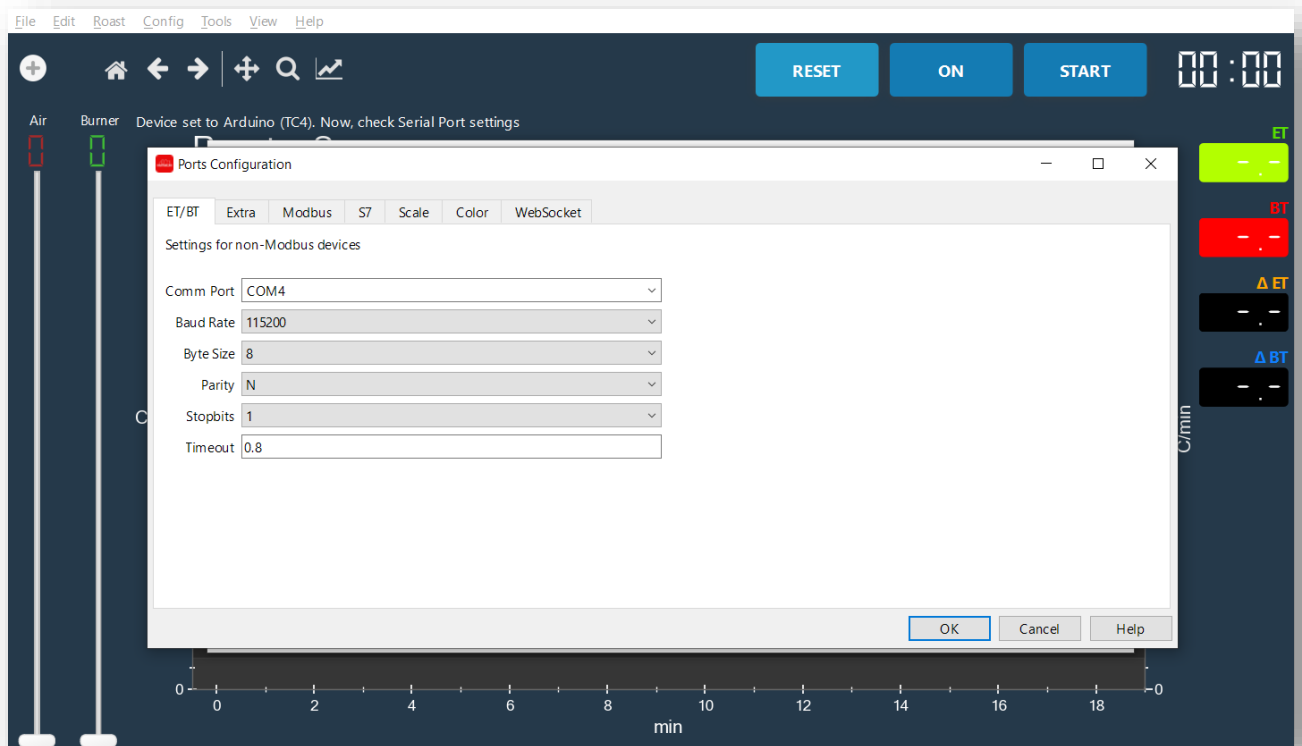 File Edit Roast Config Tools View Help
RESET ON START 00:00
Air Burner Device set to Arduino (TC4). Now, check Serial Port settings
0 0
ET
-.-
BT
-.-
Δ ET
-.-
Δ BT
-.-
Ports Configuration
ET/BT Extra Modbus S7 Scale Color WebSocket
Settings for non-Modbus devices
Comm Port COM4
Baud Rate 115200
Byte Size 8
Parity N
Stopbits 1
Timeout 0.8
OK Cancel Help
C
C/min
0 0
0 2 4 6 8 10 12 14 16 18
min